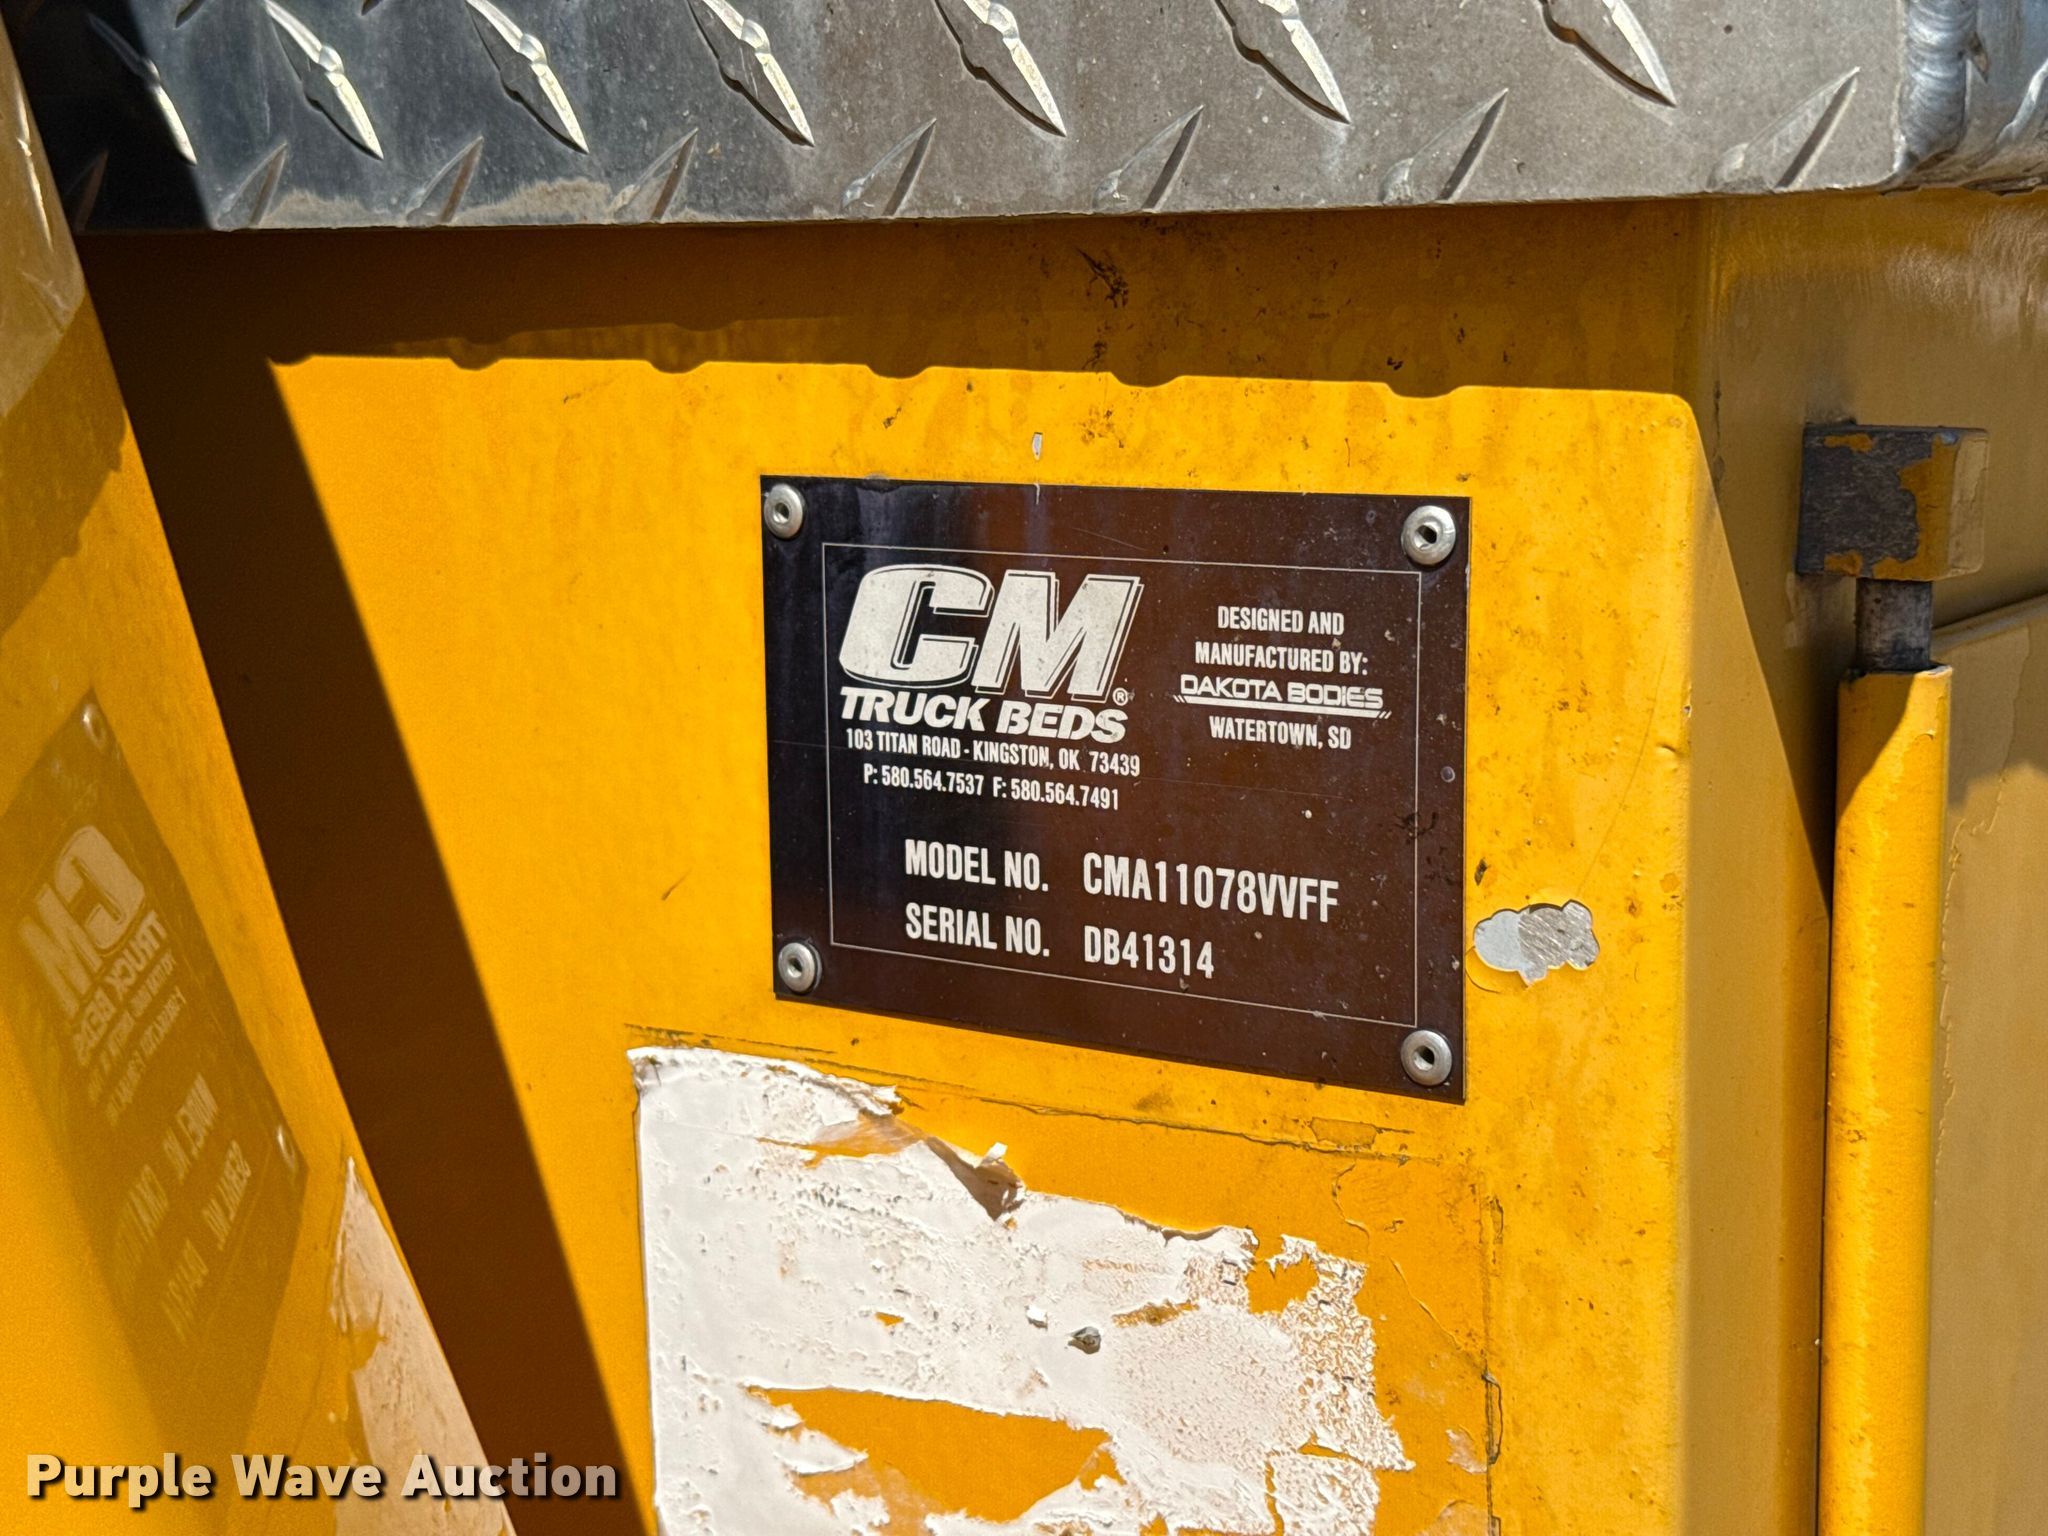 CM®
TRUCK BEDS
103 TITAN ROAD - KINGSTON, OK 73439
P: 580.564.7537 F: 580.564.7491
DESIGNED AND
MANUFACTURED BY:
DAKOTA BODIES
WATERTOWN, SD
MODEL NO. CMA11078VVFF
SERIAL NO. DB41314
Purple Wave Auction